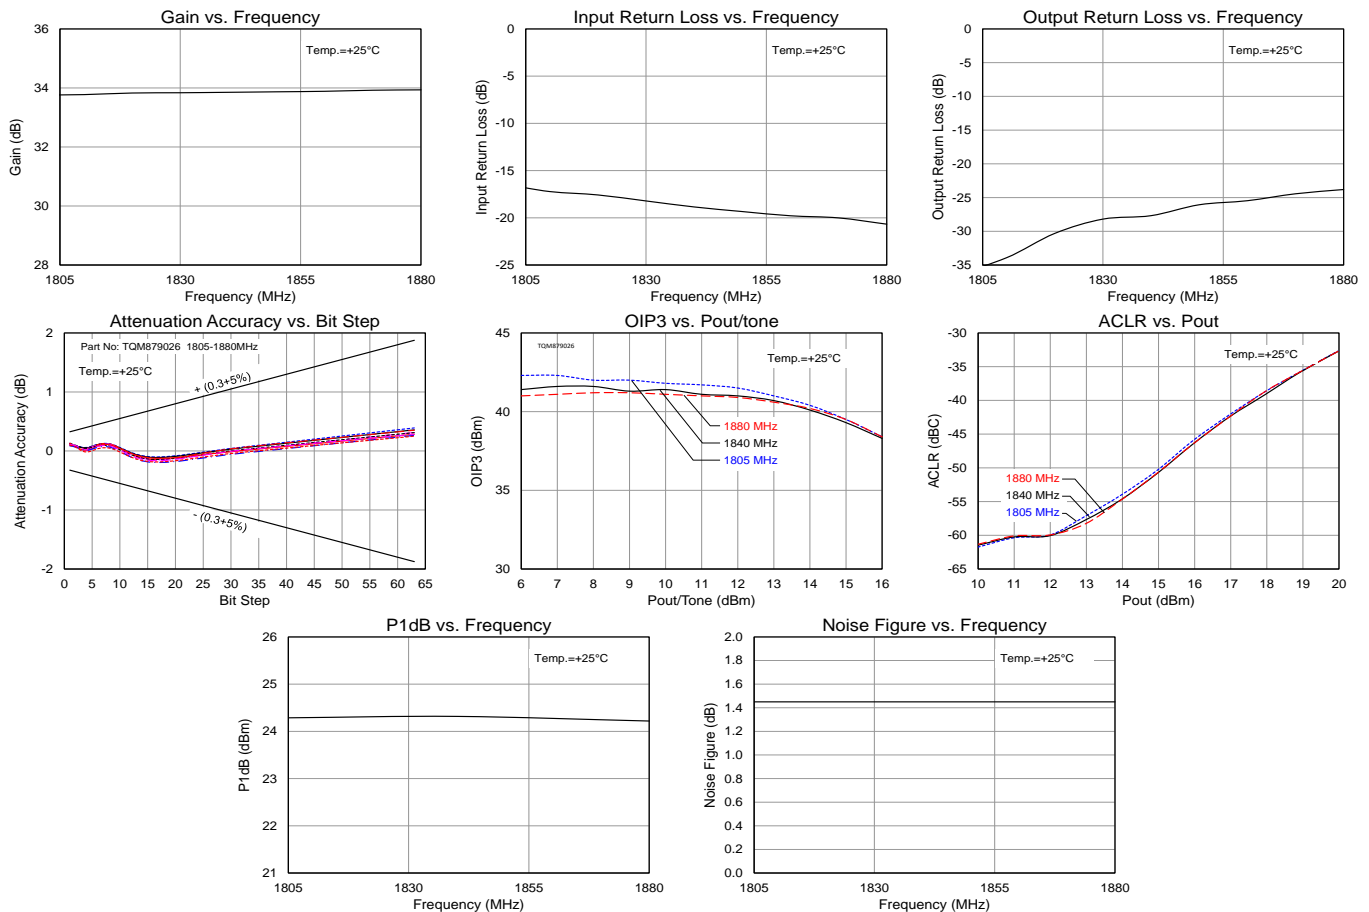 Gain vs. Frequency
36
34
32
30
28
Gain (dB)
Temp.=+25°C
1805
1830
1855
1880
Frequency (MHz)
Input Return Loss vs. Frequency
0
-5
-10
-15
-20
-25
Input Return Loss (dB)
Temp.=+25°C
1805
1830
1855
1880
Frequency (MHz)
Output Return Loss vs. Frequency
0
-5
-10
-15
-20
-25
-30
-35
Output Return Loss (dB)
Temp.=+25°C
1805
1830
1855
1880
Frequency (MHz)
Attenuation Accuracy vs. Bit Step
2
1
0
-1
-2
Attenuation Accuracy (dB)
Part No: TQM879026 1805-1880MHz
Temp.=+25°C
+ (0.3+5%)
- (0.3+5%)
0
5
10
15
20
25
30
35
40
45
50
55
60
65
Bit Step
OIP3 vs. Pout/tone
45
40
35
30
OIP3 (dBm)
TQM879026
Temp.=+25°C
1880 MHz
1840 MHz
1805 MHz
6
7
8
9
10
11
12
13
14
15
16
Pout/Tone (dBm)
ACLR vs. Pout
-30
-35
-40
-45
-50
-55
-60
-65
ACLR (dBC)
Temp.=+25°C
1880 MHz
1840 MHz
1805 MHz
10
11
12
13
14
15
16
17
18
19
20
Pout (dBm)
P1dB vs. Frequency
26
25
24
23
22
21
P1dB (dBm)
Temp.=+25°C
1805
1830
1855
1880
Frequency (MHz)
Noise Figure vs. Frequency
2.0
1.8
1.6
1.4
1.2
1.0
0.8
0.6
0.4
0.2
0.0
Noise Figure (dB)
Temp.=+25°C
1805
1830
1855
1880
Frequency (MHz)